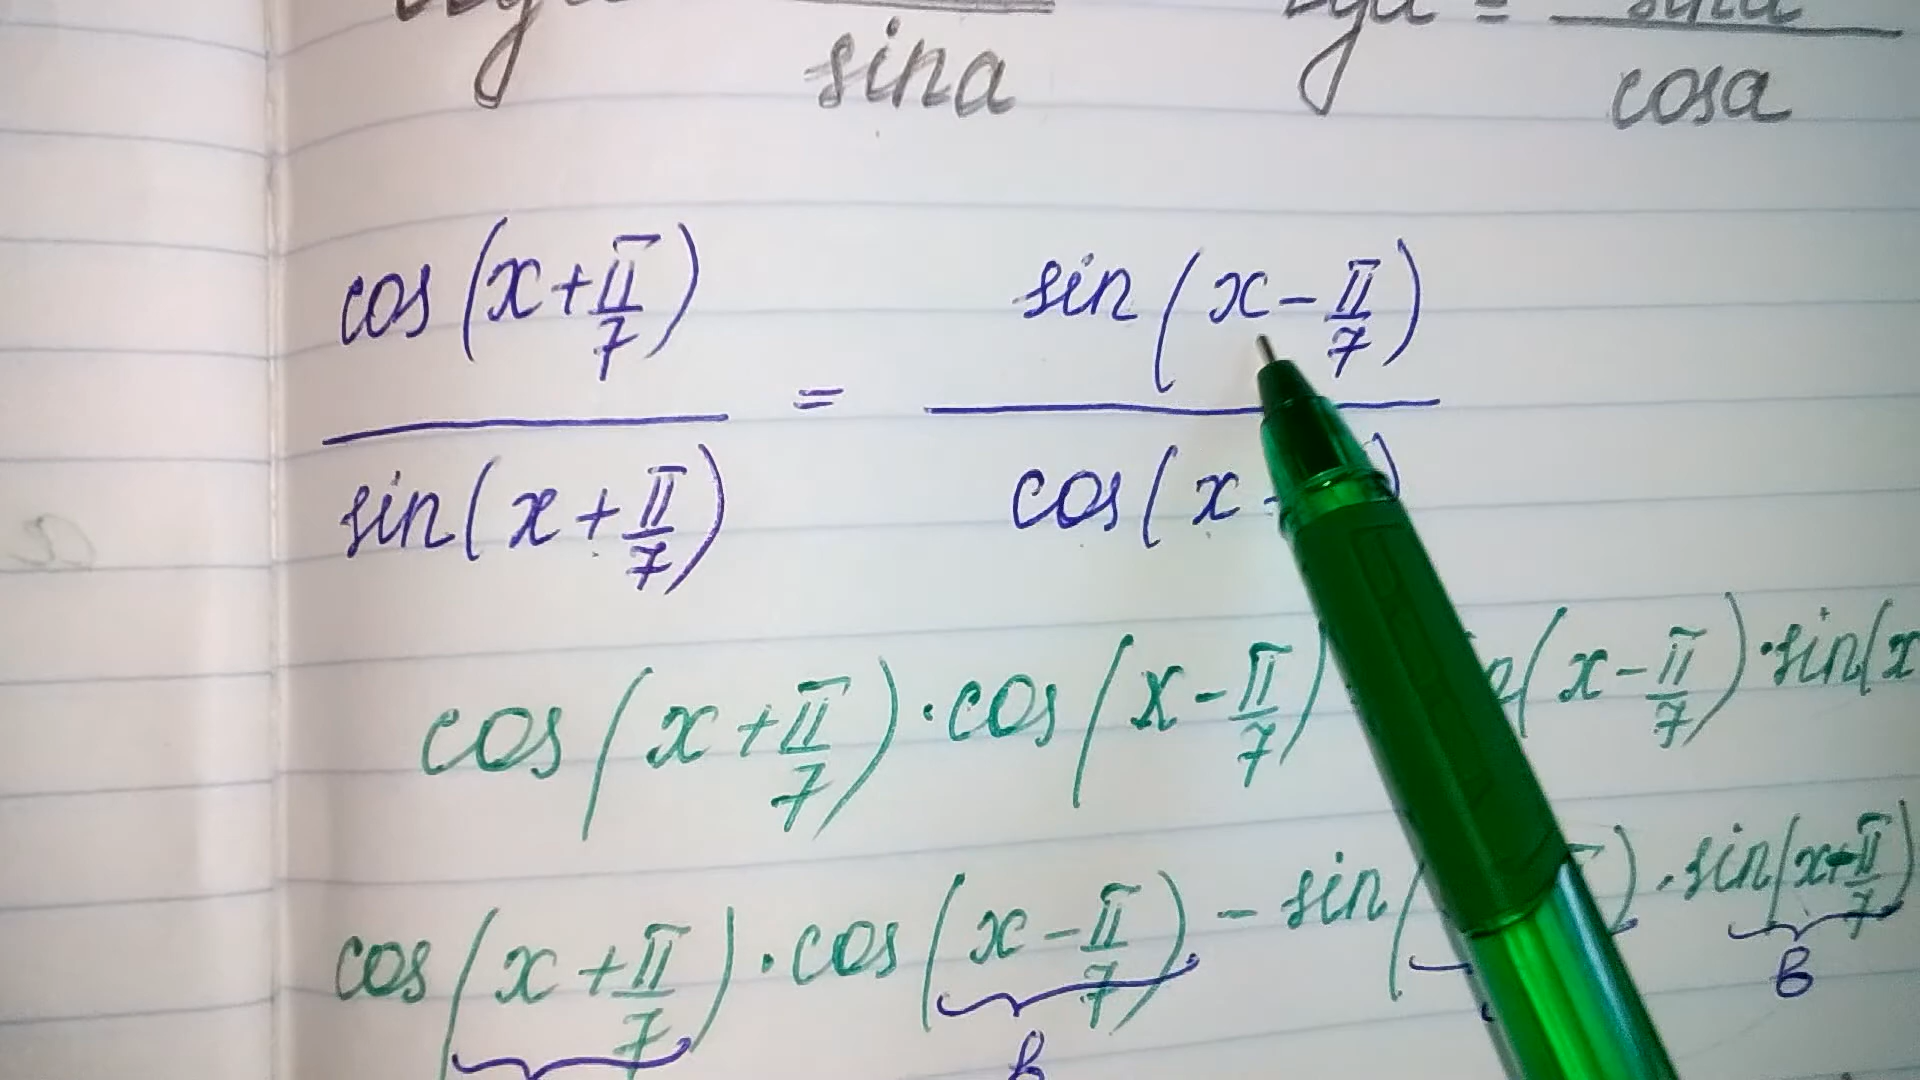 sina cosa
cos(x+π/7) / sin(x+π/7) = sin(x-π/7) / cos(x
cos(x+π/7)·cos(x-π/7) (x-π/7)·sin(x
cos(x+π/7)·cos(x-π/7) - sin( )·sin(x+π/7)
в